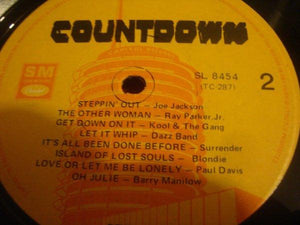 COUNTDOWN
SM
Capitol
SL 8454
(TC 287)
2
STEPPIN' OUT – Joe Jackson
THE OTHER WOMAN – Ray Parker, Jr.
GET DOWN ON IT – Kool & The Gang
LET IT WHIP – Dazz Band
IT'S ALL BEEN DONE BEFORE – Surrender
ISLAND OF LOST SOULS – Blondie
LOVE OR LET ME BE LONELY – Paul Davis
OH JULIE – Barry Manilow